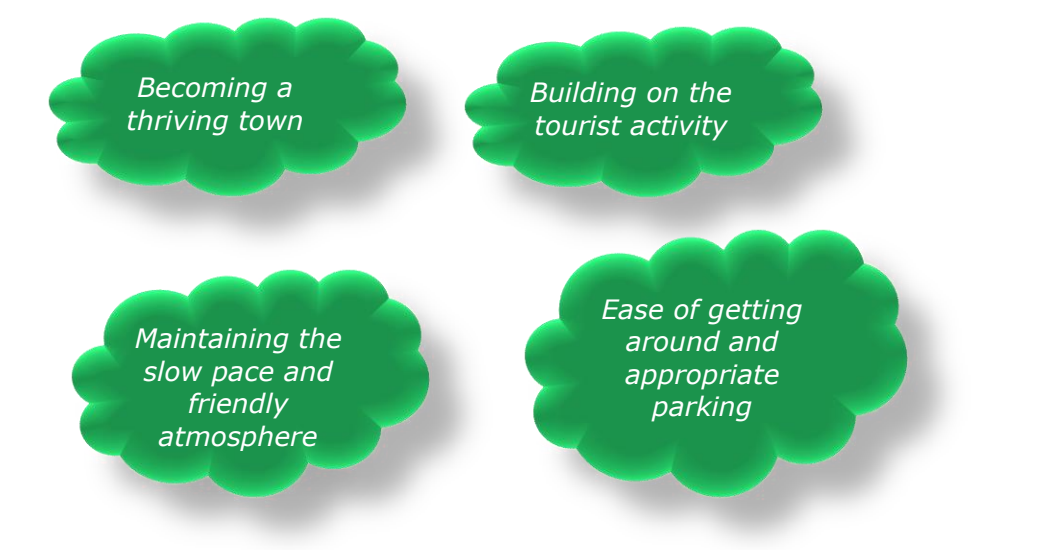 Becoming a
thriving town
Building on the
tourist activity
Maintaining the
slow pace and
friendly
atmosphere
Ease of getting
around and
appropriate
parking